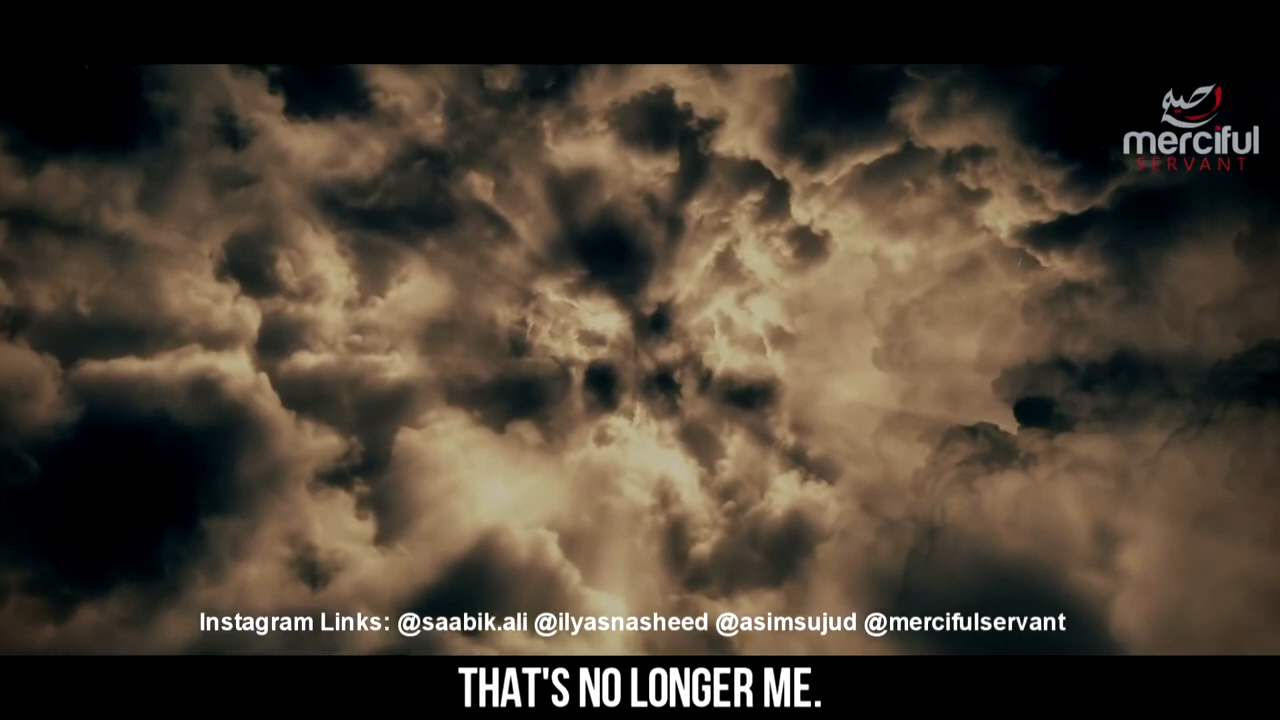 merciful
SERVANT
Instagram Links: @saabik.ali @ilyasnasheed @asimsujud @mercifulservant
THAT'S NO LONGER ME.